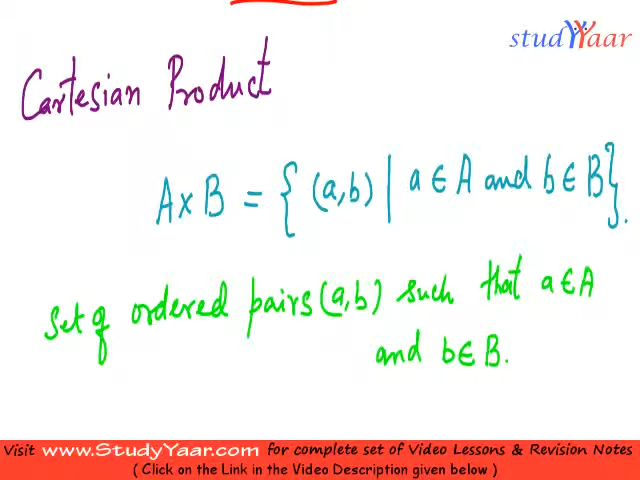 studYYaar
Cartesian Product
A×B = { (a,b) | a ∈ A and b ∈ B}.
set of ordered pairs (a,b) such that a ∈ A
and b ∈ B.
Visit www.StudyYaar.com for complete set of Video Lessons & Revision Notes
( Click on the Link in the Video Description given below )